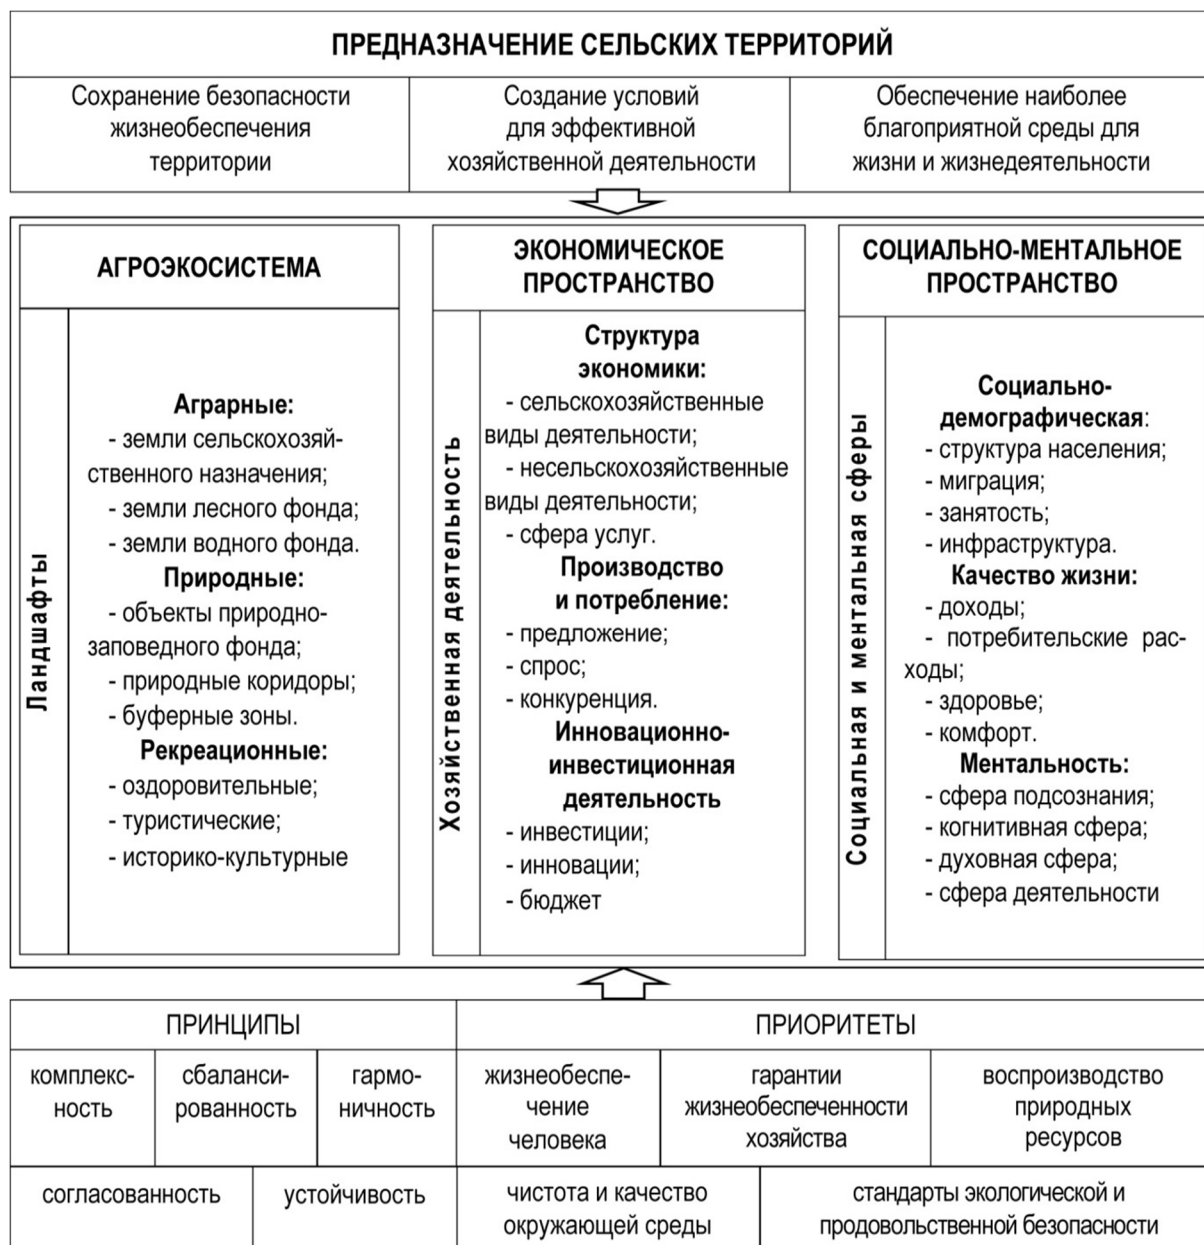 ПРЕДНАЗНАЧЕНИЕ СЕЛЬСКИХ ТЕРРИТОРИЙ
Сохранение безопасности
жизнеобеспечения
территории
Создание условий
для эффективной
хозяйственной деятельности
Обеспечение наиболее
благоприятной среды для
жизни и жизнедеятельности
АГРОЭКОСИСТЕМА
Ландшафты
Аграрные:
- земли сельскохозяй-
ственного назначения;
- земли лесного фонда;
- земли водного фонда.
Природные:
- объекты природно-
заповедного фонда;
- природные коридоры;
- буферные зоны.
Рекреационные:
- оздоровительные;
- туристические;
- историко-культурные
ЭКОНОМИЧЕСКОЕ
ПРОСТРАНСТВО
Хозяйственная деятельность
Структура
экономики:
- сельскохозяйственные
виды деятельности;
- несельскохозяйственные
виды деятельности;
- сфера услуг.
Производство
и потребление:
- предложение;
- спрос;
- конкуренция.
Инновационно-
инвестиционная
деятельность
- инвестиции;
- инновации;
- бюджет
СОЦИАЛЬНО-МЕНТАЛЬНОЕ
ПРОСТРАНСТВО
Социальная и ментальная сферы
Социально-
демографическая:
- структура населения;
- миграция;
- занятость;
- инфраструктура.
Качество жизни:
- доходы;
- потребительские рас-
ходы;
- здоровье;
- комфорт.
Ментальность:
- сфера подсознания;
- когнитивная сфера;
- духовная сфера;
- сфера деятельности
ПРИНЦИПЫ
комплекс-
ность
сбаланси-
рованность
гармо-
ничность
согласованность
устойчивость
ПРИОРИТЕТЫ
жизнеобеспе-
чение
человека
гарантии
жизнеобеспеченности
хозяйства
воспроизводство
природных
ресурсов
чистота и качество
окружающей среды
стандарты экологической и
продовольственной безопасности